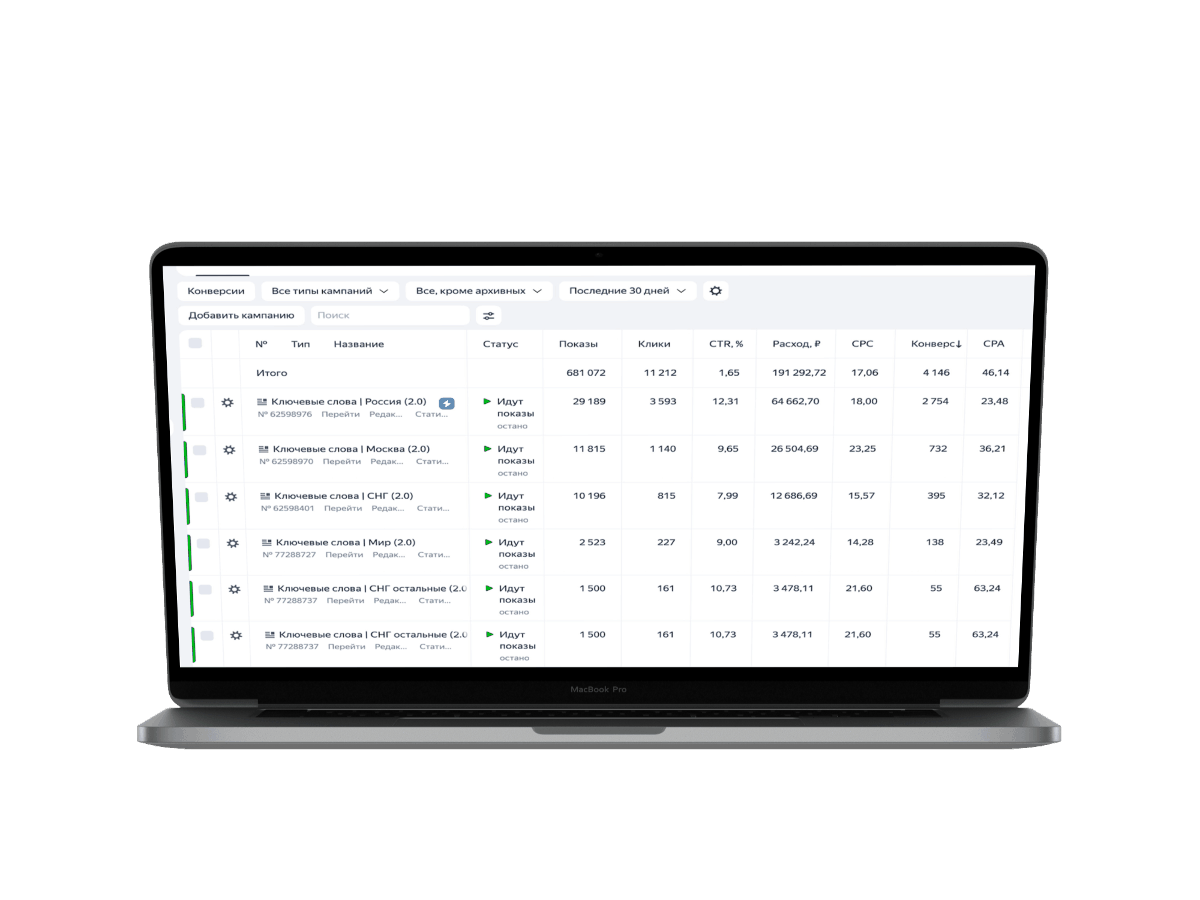 Конверсии Все типы кампаний Все, кроме архивных Последние 30 дней
Добавить кампанию Поиск
№ Тип Название Статус Показы Клики CTR, % Расход, ₽ CPC Конверс↓ CPA
Итого 681 072 11 212 1,65 191 292,72 17,06 4 146 46,14
Ключевые слова | Россия (2.0) Идут 29 189 3 593 12,31 64 662,70 18,00 2 754 23,48
№ 62598976 Перейти Редак... Стати... показы
остано
Ключевые слова | Москва (2.0) Идут 11 815 1 140 9,65 26 504,69 23,25 732 36,21
№ 62598970 Перейти Редак... Стати... показы
остано
Ключевые слова | СНГ (2.0) Идут 10 196 815 7,99 12 686,69 15,57 395 32,12
№ 62598401 Перейти Редак... Стати... показы
остано
Ключевые слова | Мир (2.0) Идут 2 523 227 9,00 3 242,24 14,28 138 23,49
№ 77288727 Перейти Редак... Стати... показы
остано
Ключевые слова | СНГ остальные (2.0 Идут 1 500 161 10,73 3 478,11 21,60 55 63,24
№ 77288737 Перейти Редак... Стати... показы
остано
Ключевые слова | СНГ остальные (2.0 Идут 1 500 161 10,73 3 478,11 21,60 55 63,24
№ 77288737 Перейти Редак... Стати... показы
остано
MacBook Pro